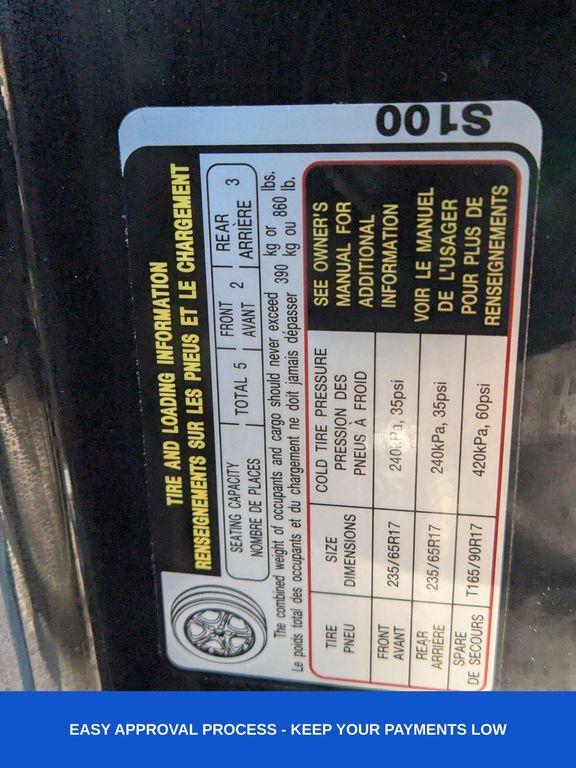 S100
TIRE AND LOADING INFORMATION
RENSEIGNEMENTS SUR LES PNEUS ET LE CHARGEMENT
SEATING CAPACITY TOTAL 5 FRONT 2 REAR 3
NOMBRE DE PLACES AVANT ARRIÈRE
The combined weight of occupants and cargo should never exceed 390 kg or 860 lbs.
Le poids total des occupants et du chargement ne doit jamais dépasser 390 kg ou 860 lb.
TIRE SIZE COLD TIRE PRESSURE
PNEU DIMENSIONS PRESSION DES
PNEUS À FROID
FRONT 235/65R17 240kPa, 35psi
AVANT
REAR 235/65R17 240kPa, 35psi
ARRIÈRE
SPARE T165/90R17 420kPa, 60psi
DE SECOURS
SEE OWNER'S
MANUAL FOR
ADDITIONAL
INFORMATION
VOIR LE MANUEL
DE L'USAGER
POUR PLUS DE
RENSEIGNEMENTS
EASY APPROVAL PROCESS - KEEP YOUR PAYMENTS LOW